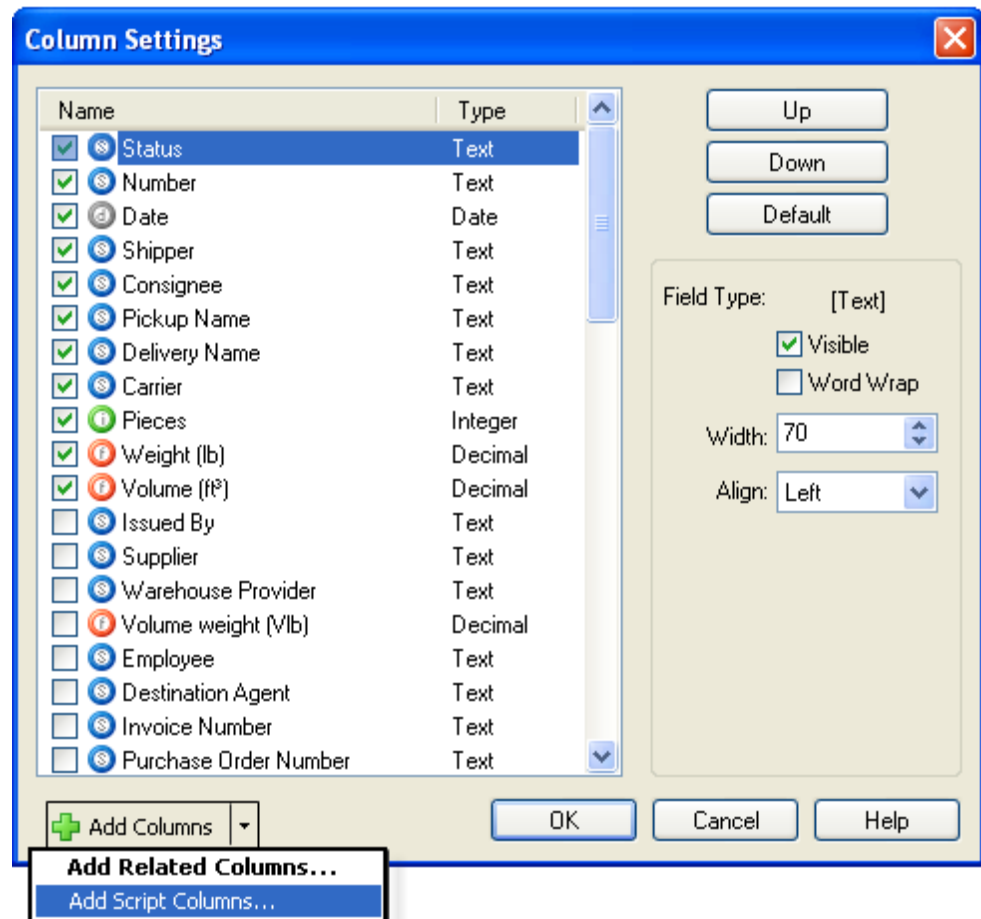 Column Settings
Name Type
Status Text
Number Text
Date Date
Shipper Text
Consignee Text
Pickup Name Text
Delivery Name Text
Carrier Text
Pieces Integer
Weight (lb) Decimal
Volume (ft³) Decimal
Issued By Text
Supplier Text
Warehouse Provider Text
Volume weight (Vlb) Decimal
Employee Text
Destination Agent Text
Invoice Number Text
Purchase Order Number Text
Up
Down
Default
Field Type: [Text]
Visible
Word Wrap
Width: 70
Align: Left
Add Columns
OK
Cancel
Help
Add Related Columns...
Add Script Columns...